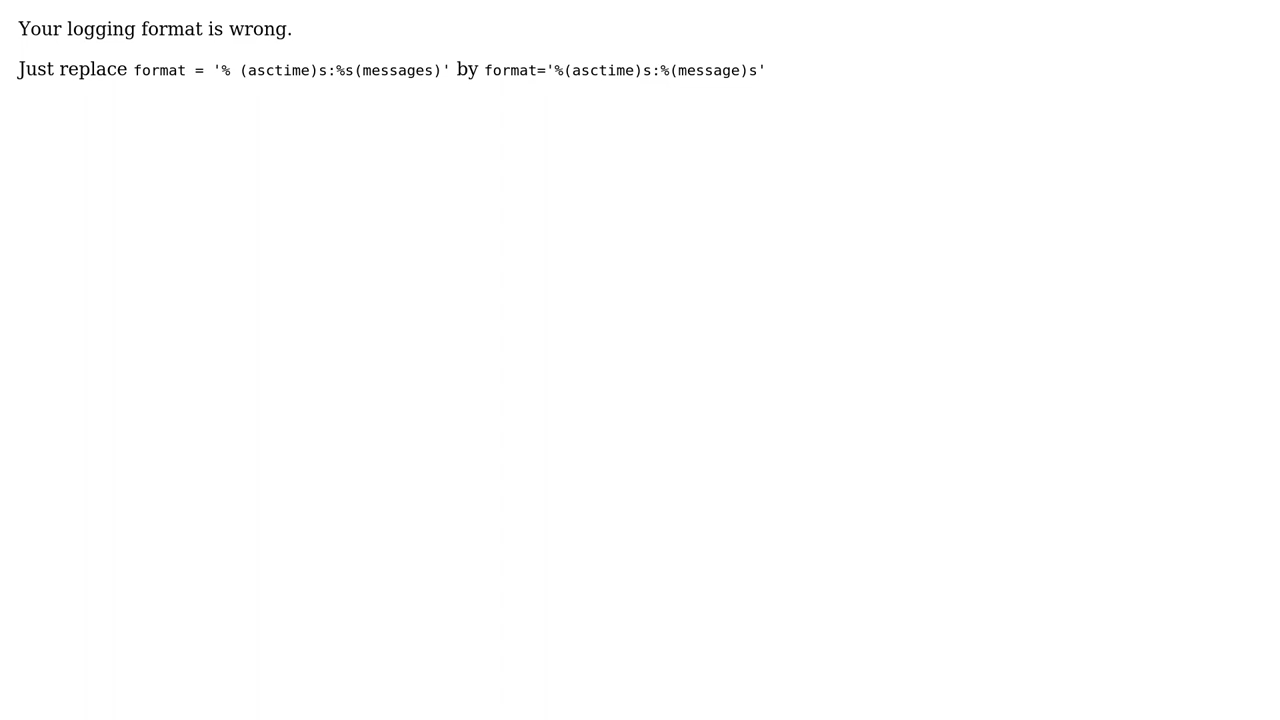 Your logging format is wrong.
Just replace format = '% (asctime)s:%s(messages)' by format='%(asctime)s:%(message)s'